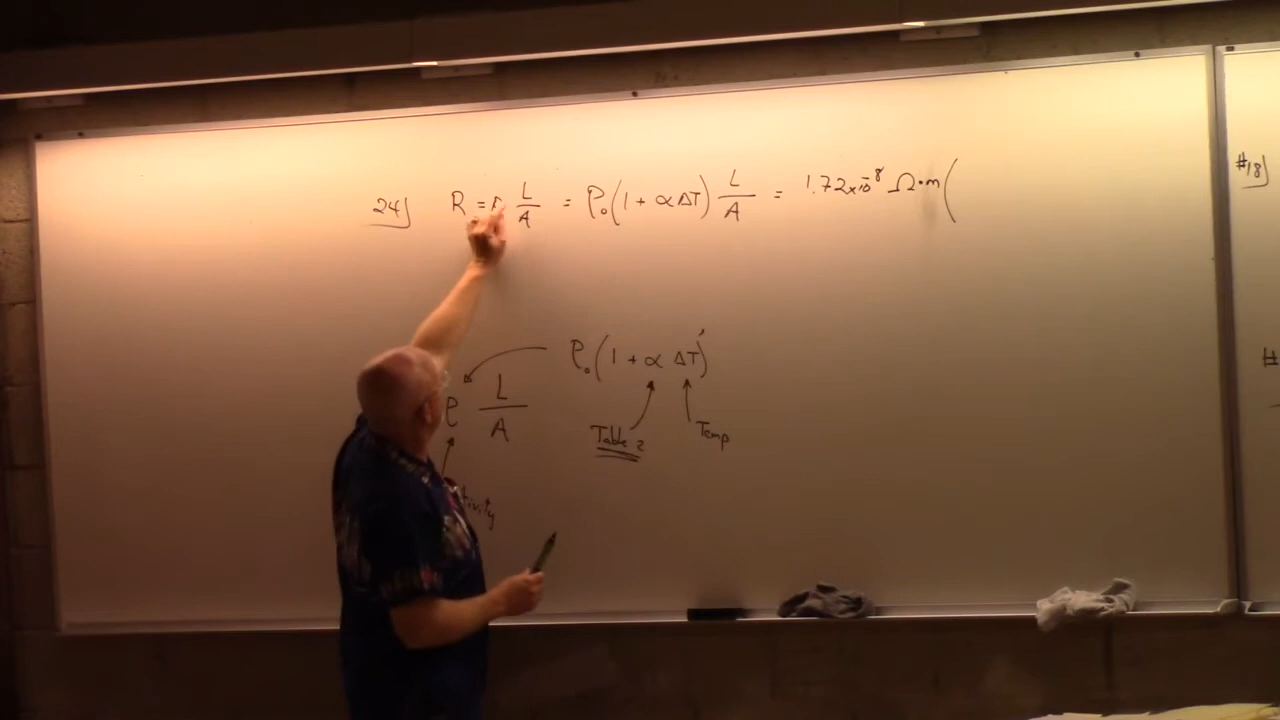 24) R = ρ L/A = ρ₀(1 + α ΔT) L/A = 1.72×10⁻⁸ Ω·m (
#18)
ρ₀(1 + α ΔT)
ρ L/A
Table 2
Temp
#